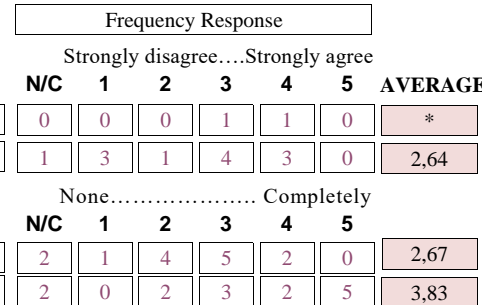 Frequency Response
Strongly disagree….Strongly agree
N/C 1 2 3 4 5 AVERAGE
0 0 0 1 1 0 *
1 3 1 4 3 0 2,64
None……………….. Completely
N/C 1 2 3 4 5
2 1 4 5 2 0 2,67
2 0 2 3 2 5 3,83